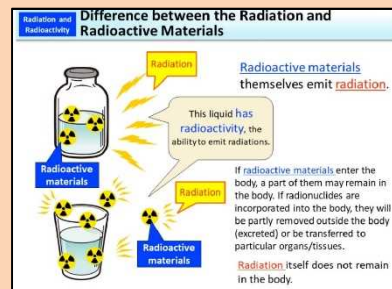 Radiation and
Radioactivity
Difference between the Radiation and
Radioactive Materials
Radiation
Radioactive materials
themselves emit radiation.
This liquid has
radioactivity, the
ability to emit radiations.
Radioactive
materials
Radiation
Radioactive
materials
If radioactive materials enter the
body, a part of them may remain in
the body. If radionuclides are
incorporated into the body, they will
be partly removed outside the body
(excreted) or be transferred to
particular organs/tissues.
Radiation itself does not remain
in the body.